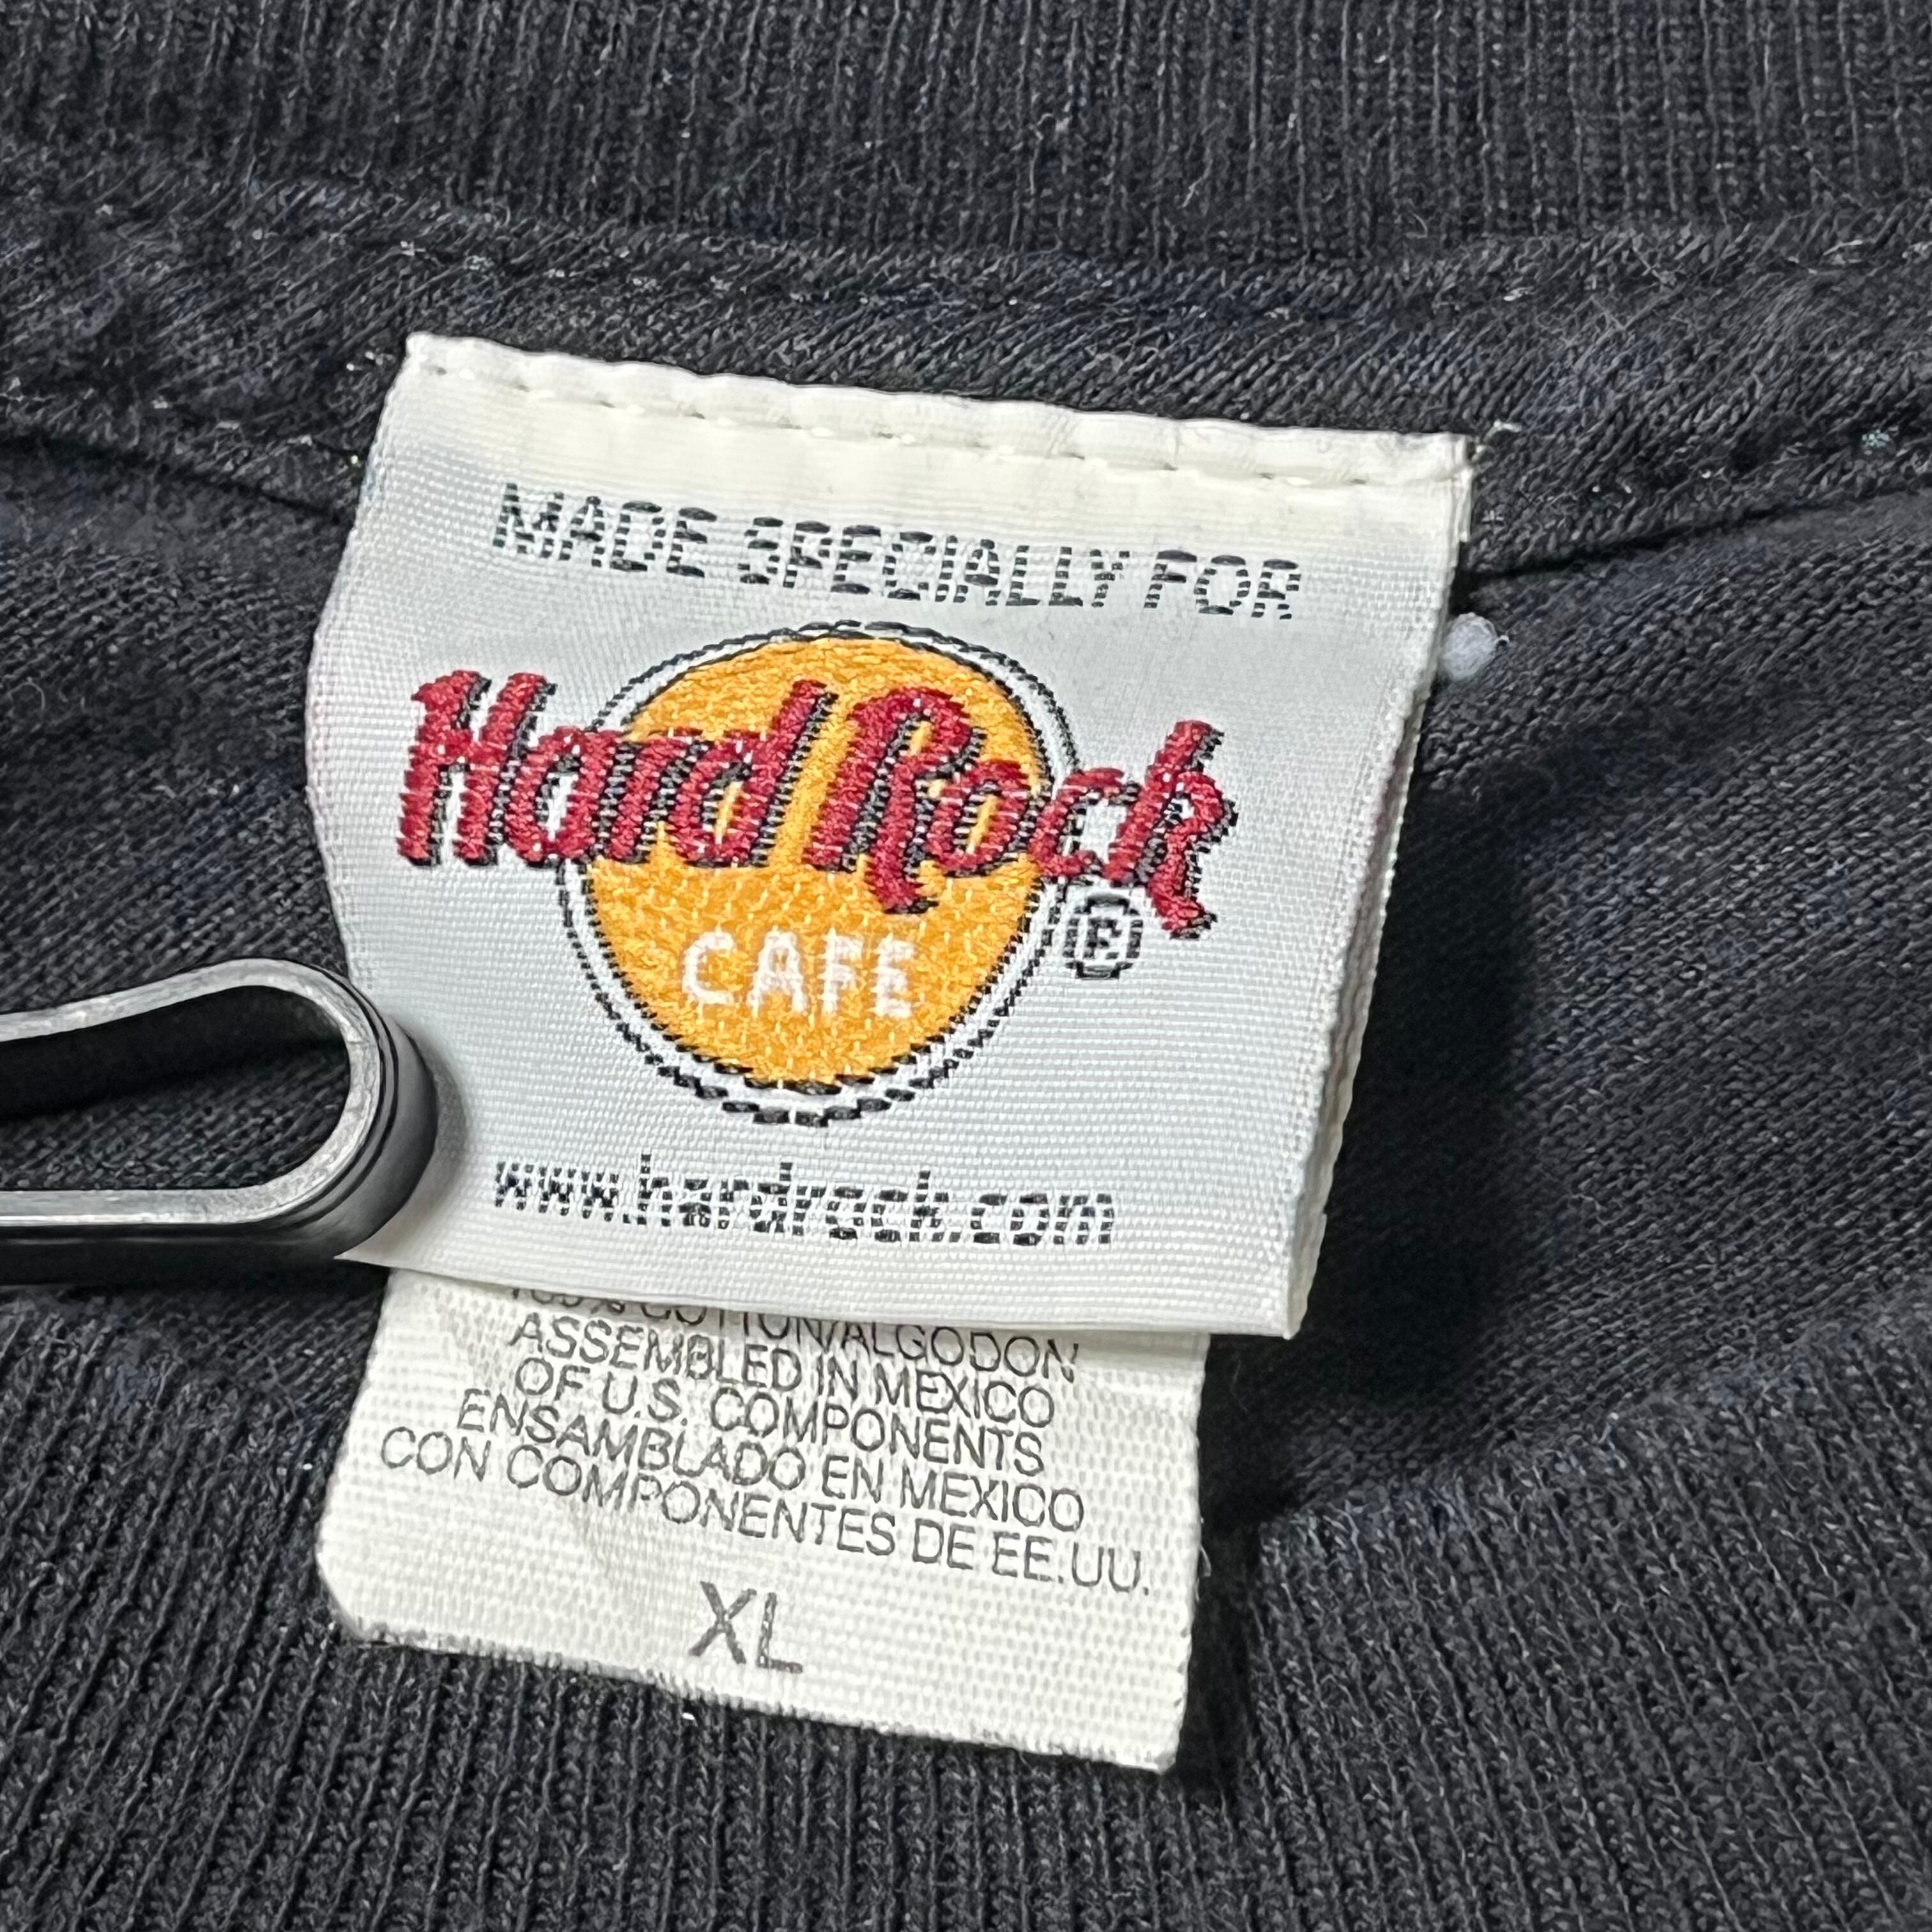 MADE SPECIALLY FOR
Hard Rock
CAFE
®
www.hardrock.com
100% COTTON/ALGODON
ASSEMBLED IN MEXICO
OF U.S. COMPONENTS
ENSAMBLADO EN MEXICO
CON COMPONENTES DE EE.UU.
XL